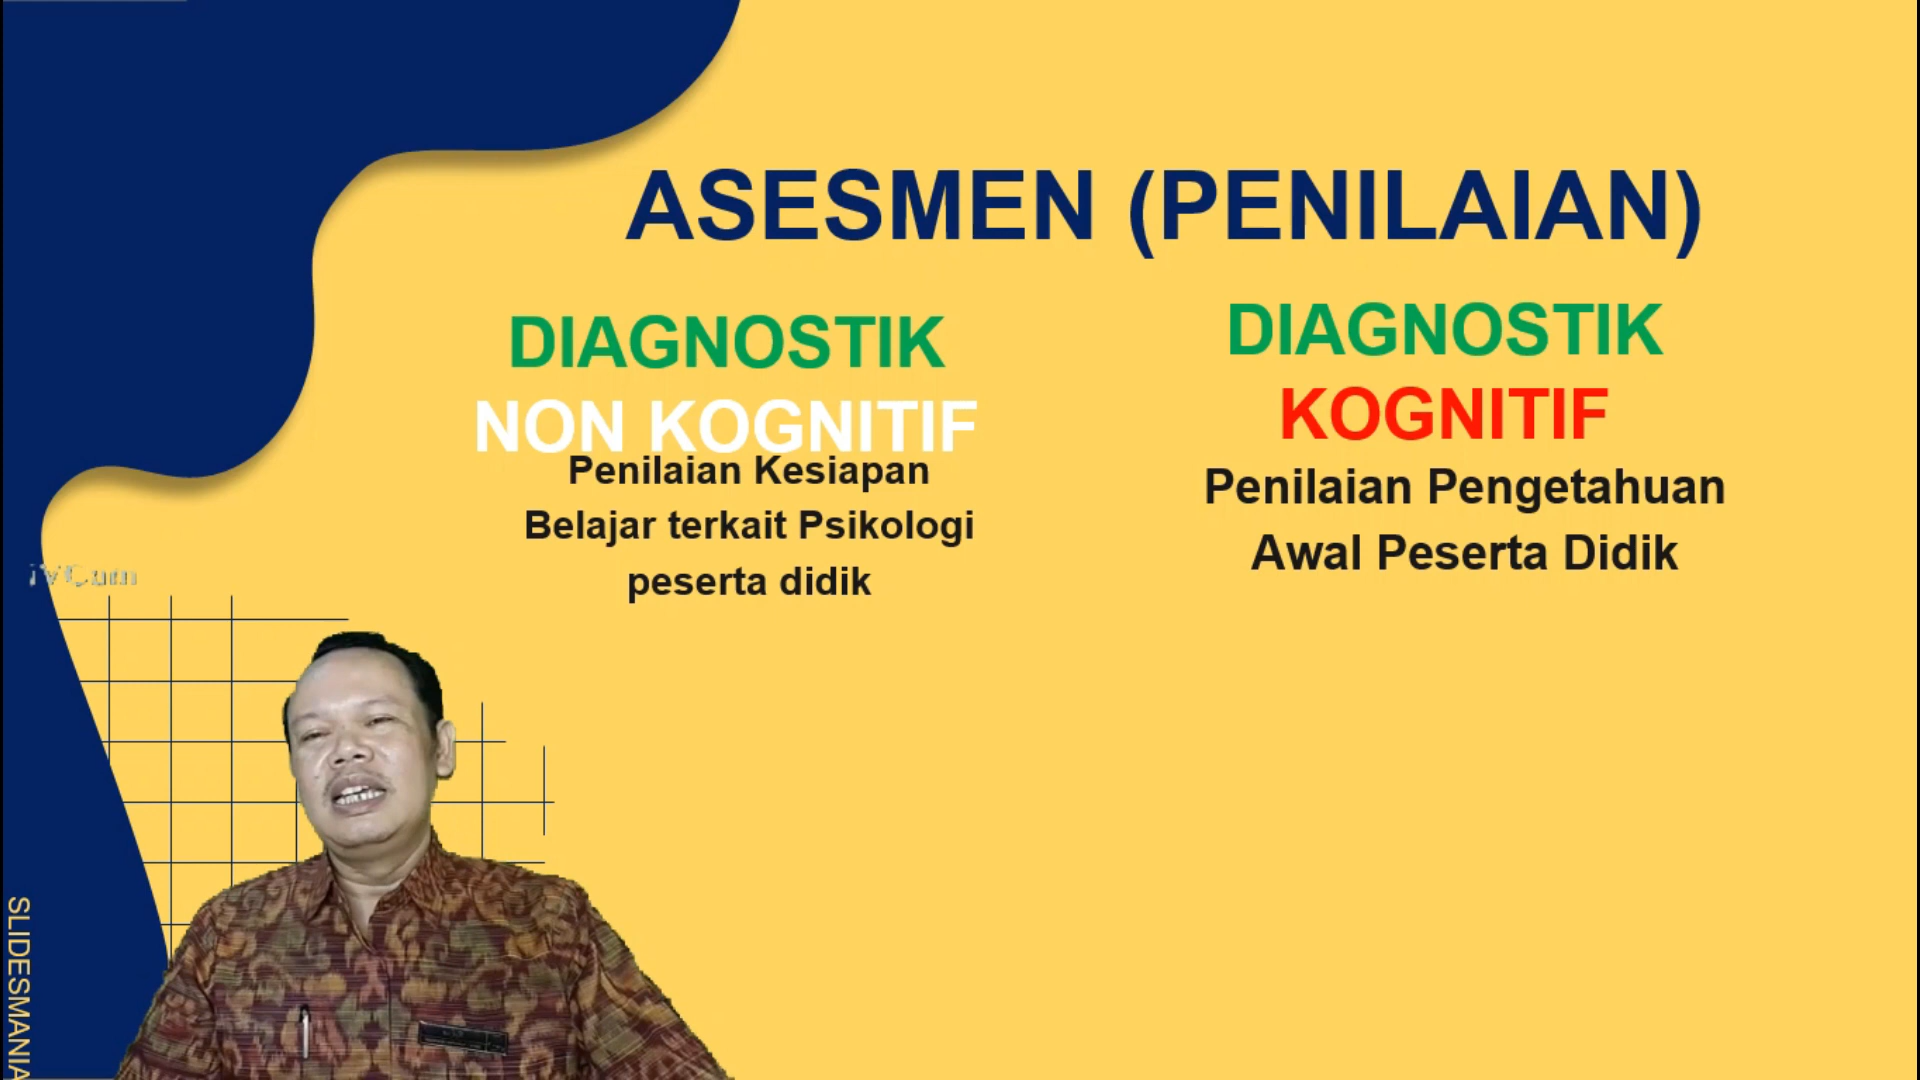 ASESMEN (PENILAIAN)
DIAGNOSTIK
NON KOGNITIF
Penilaian Kesiapan
Belajar terkait Psikologi
peserta didik
DIAGNOSTIK
KOGNITIF
Penilaian Pengetahuan
Awal Peserta Didik
iVCam
SLIDESMANIA